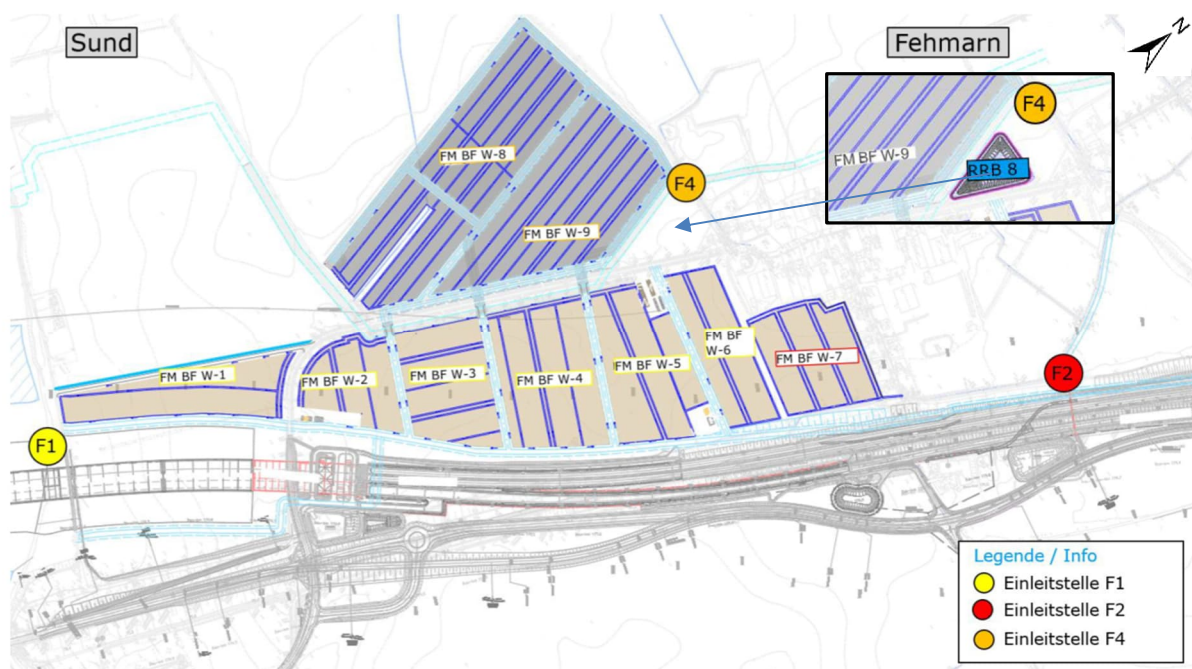 Sund
Fehmarn
N
F4
FM BF W-9
RRB 8
FM BF W-8
F4
FM BF W-9
FM BF
W-6
FM BF W-7
FM BF W-5
FM BF W-1
FM BF W-2
FM BF W-3
FM BF W-4
F2
F1
Legende / Info
Einleitstelle F1
Einleitstelle F2
Einleitstelle F4